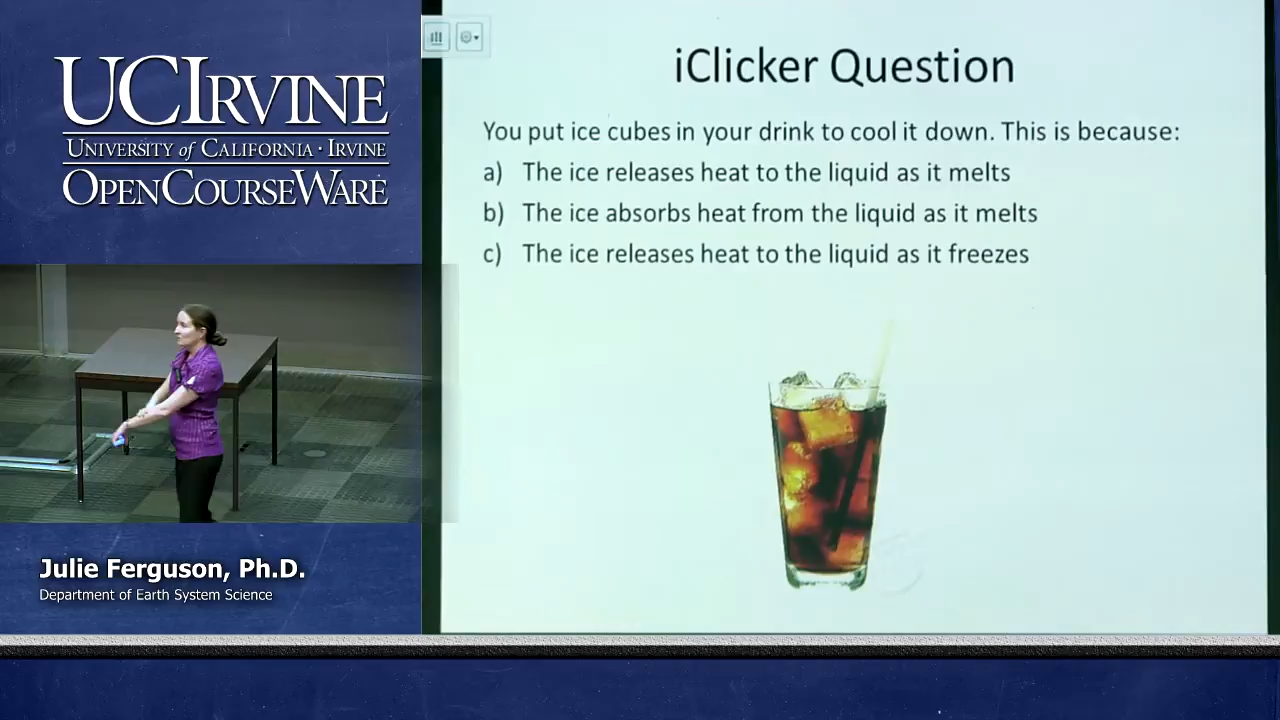 UCIRVINE
UNIVERSITY of CALIFORNIA · IRVINE
OPENCOURSEWARE
iClicker Question
You put ice cubes in your drink to cool it down. This is because:
a) The ice releases heat to the liquid as it melts
b) The ice absorbs heat from the liquid as it melts
c) The ice releases heat to the liquid as it freezes
Julie Ferguson, Ph.D.
Department of Earth System Science